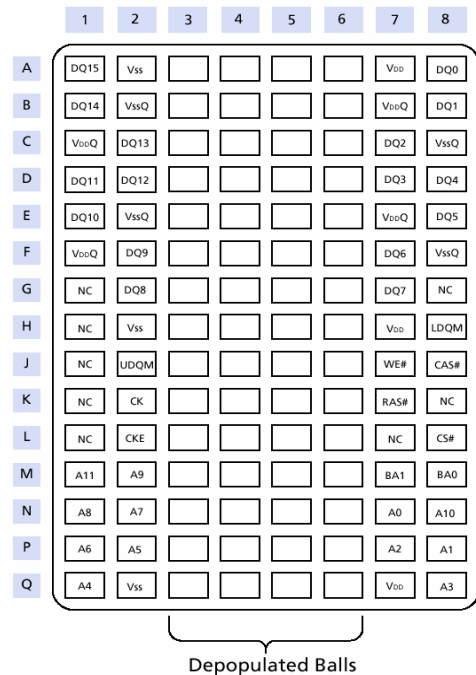 1 2 3 4 5 6 7 8
A DQ15 Vss VDD DQ0
B DQ14 VssQ VDDQ DQ1
C VDDQ DQ13 DQ2 VssQ
D DQ11 DQ12 DQ3 DQ4
E DQ10 VssQ VDDQ DQ5
F VDDQ DQ9 DQ6 VssQ
G NC DQ8 DQ7 NC
H NC Vss VDD LDQM
J NC UDQM WE# CAS#
K NC CK RAS# NC
L NC CKE NC CS#
M A11 A9 BA1 BA0
N A8 A7 A0 A10
P A6 A5 A2 A1
Q A4 Vss VDD A3
Depopulated Balls